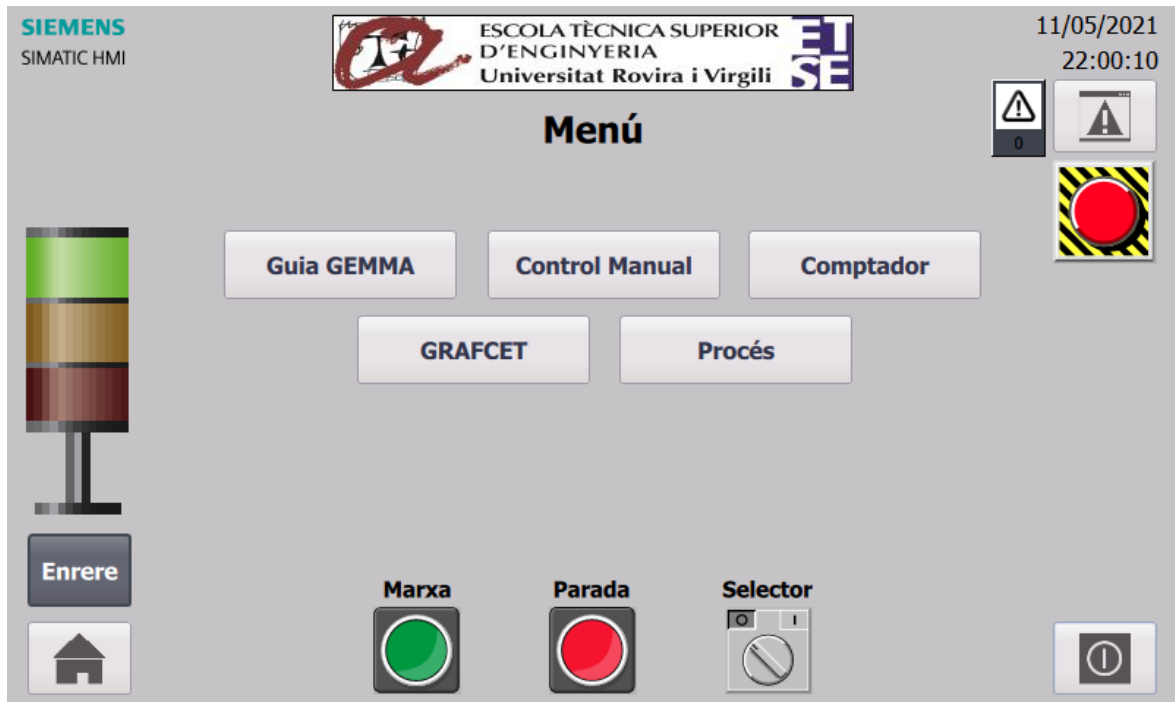 SIEMENS
SIMATIC HMI
ESCOLA TÈCNICA SUPERIOR
D'ENGINYERIA
Universitat Rovira i Virgili
ET
SE
11/05/2021
22:00:10
Menú
0
Guia GEMMA
Control Manual
Comptador
GRAFCET
Procés
Enrere
Marxa
Parada
Selector
O I